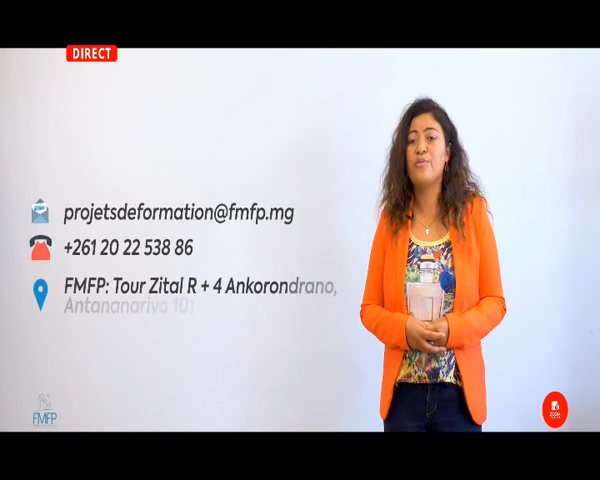 DIRECT
projetsdeformation@fmfp.mg
+261 20 22 538 86
FMFP: Tour Zital R + 4 Ankorondrano,
Antananarivo 101
FMFP